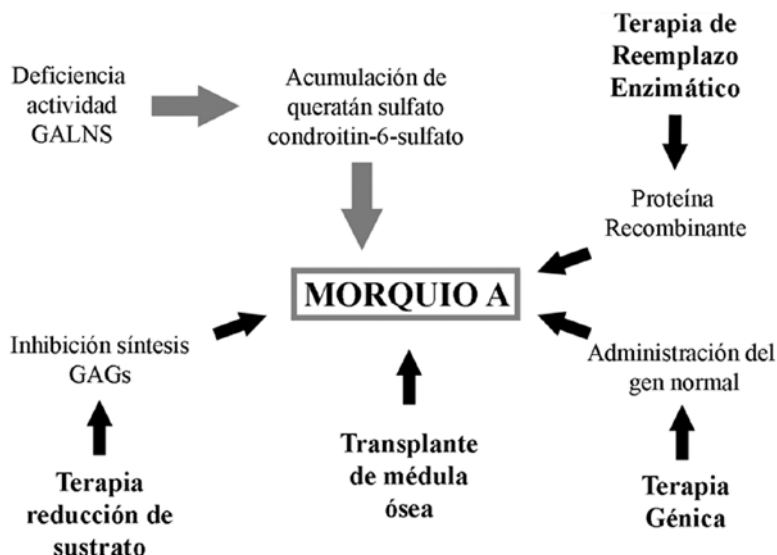 Deficiencia
actividad
GALNS
Acumulación de
queratán sulfato
condroitin-6-sulfato
Terapia de
Reemplazo
Enzimático
Proteína
Recombinante
MORQUIO A
Inhibición síntesis
GAGs
Administración del
gen normal
Terapia
reducción de
sustrato
Transplante
de médula
ósea
Terapia
Génica